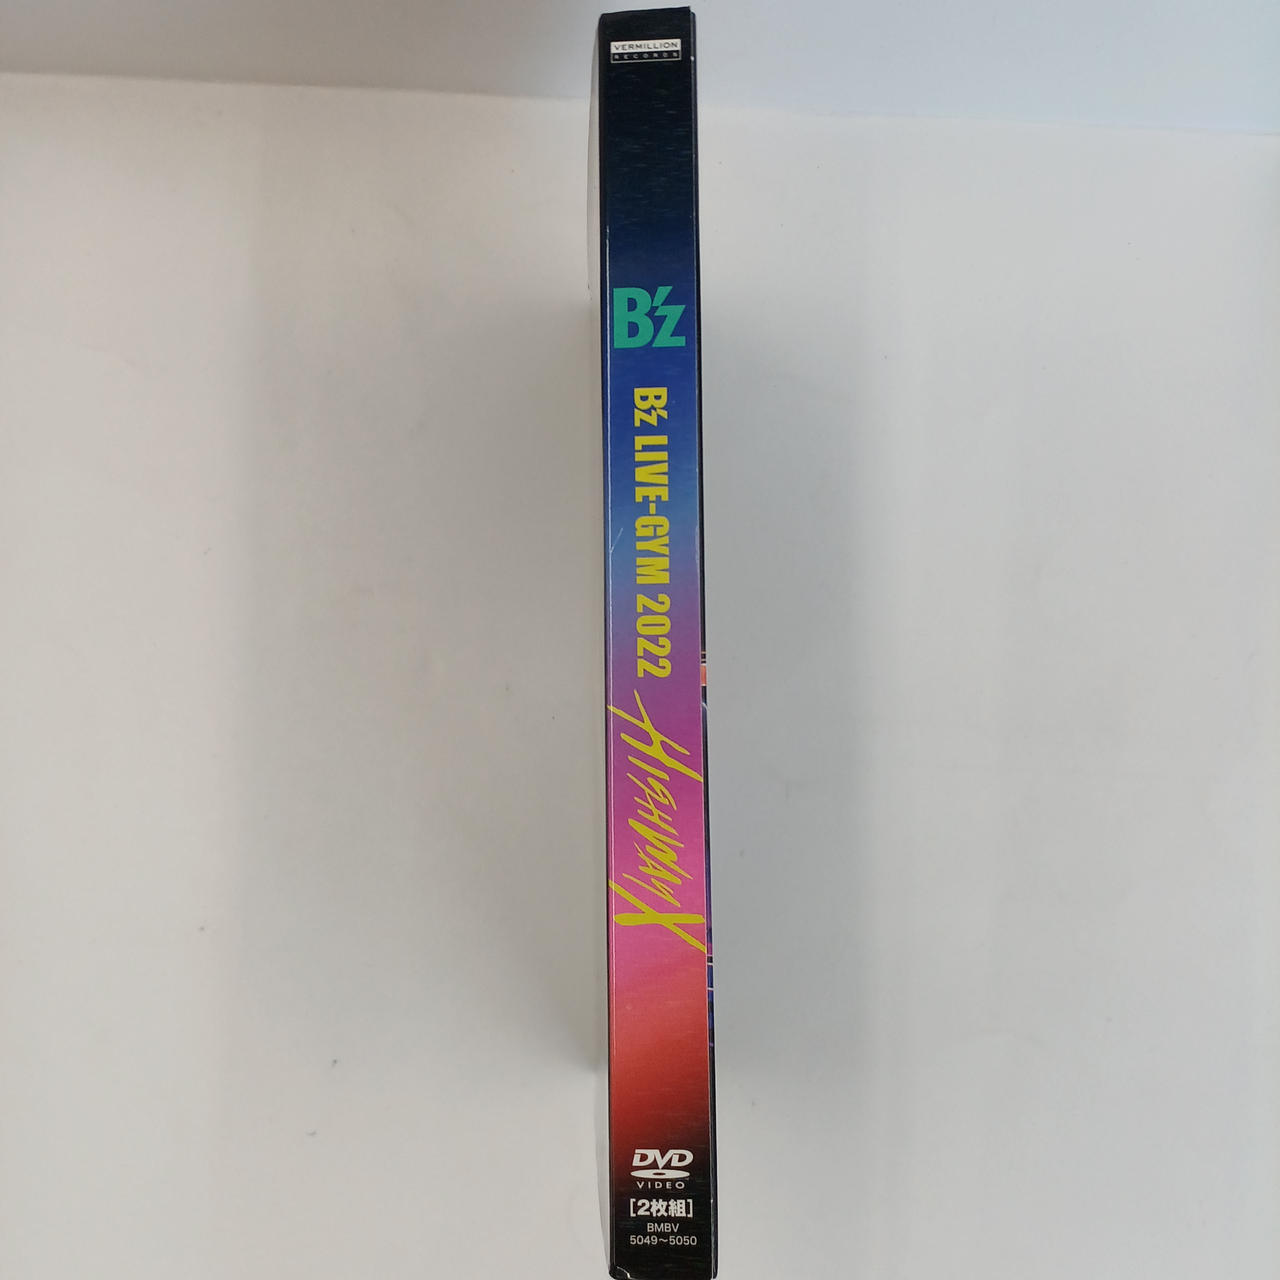 VERMILLION
RECORDS
B'z
B'z LIVE-GYM 2022
HIGHWAY X
DVD
VIDEO
[2枚組]
BMBV
5049~5050